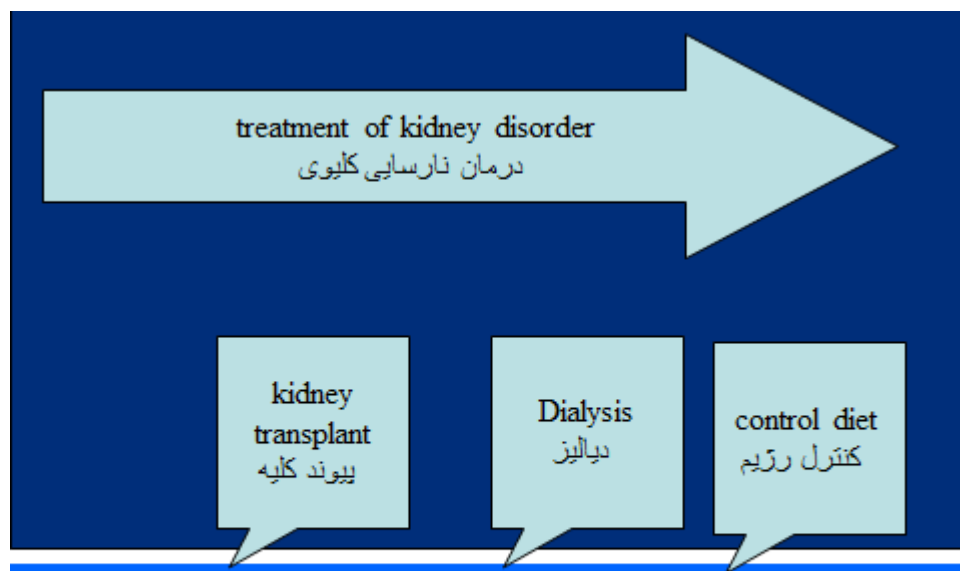 treatment of kidney disorder
درمان نارسایی کلیوی
kidney
transplant
پیوند کلیه
Dialysis
دیالیز
control diet
کنترل رژیم